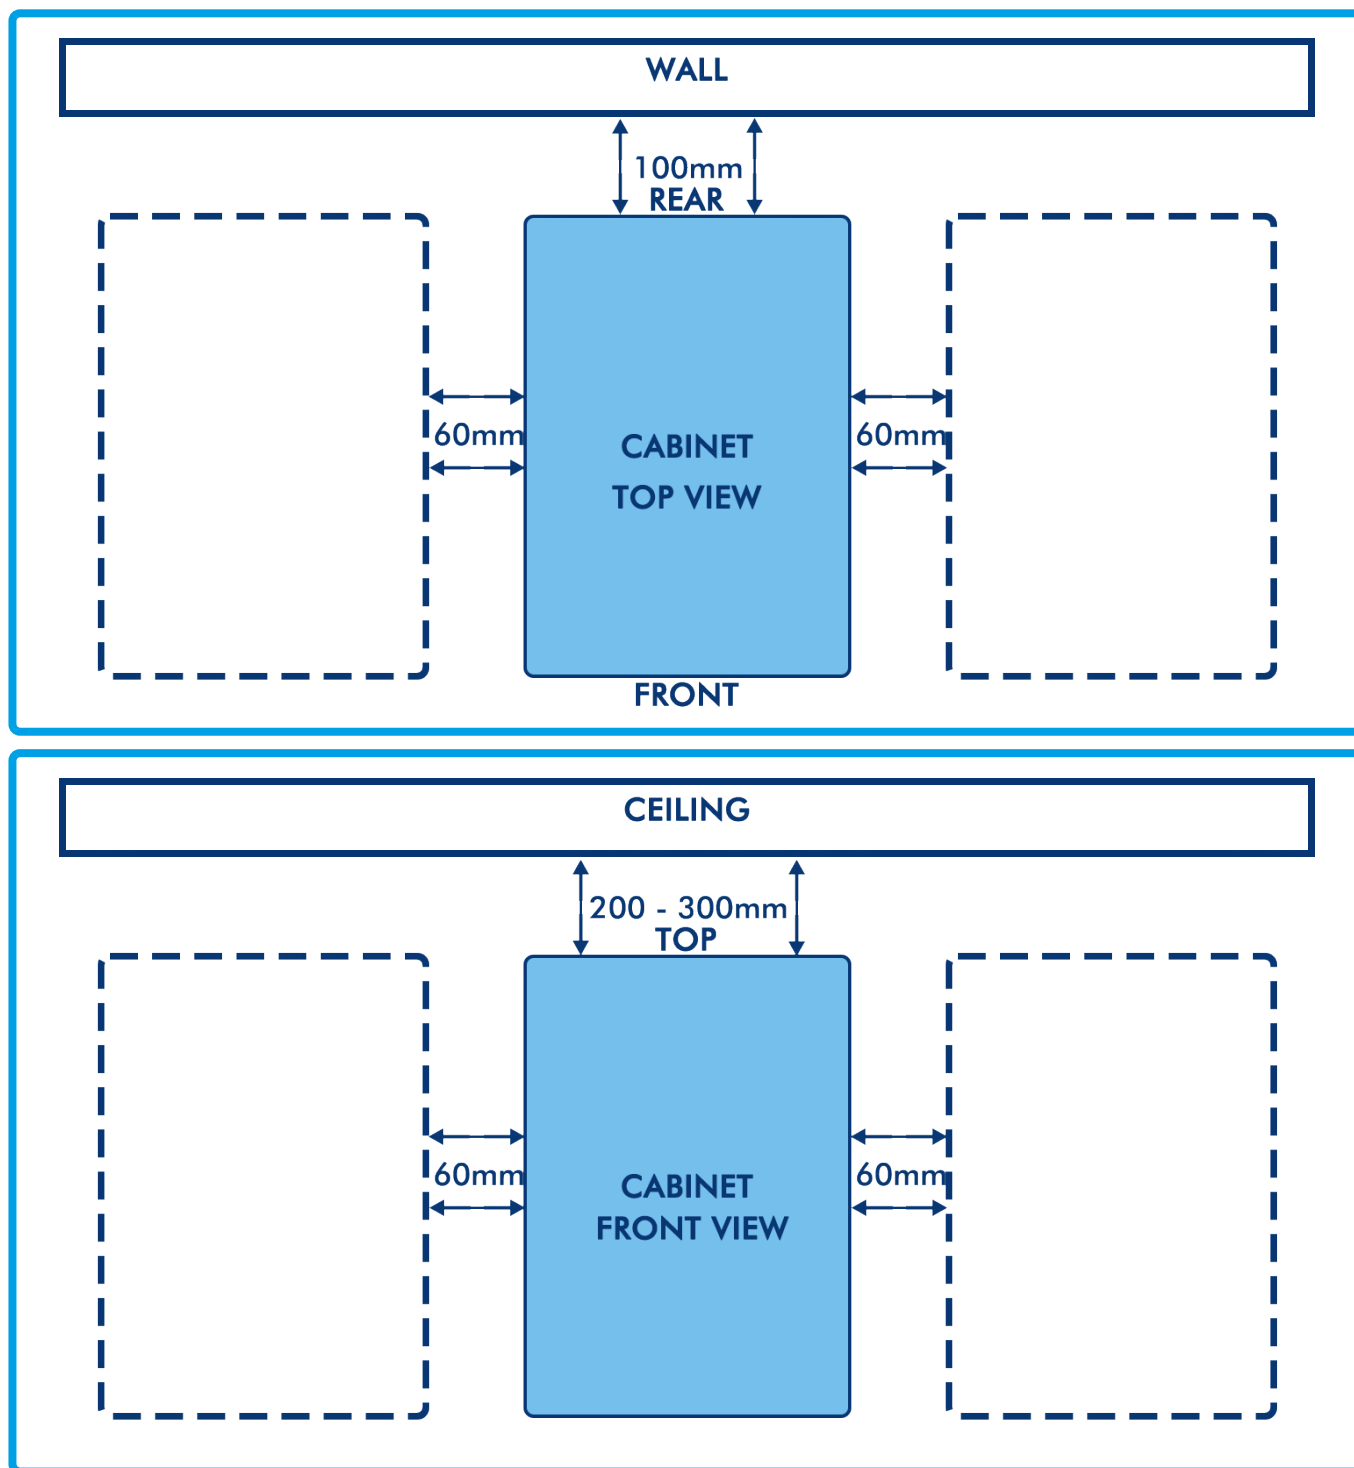 WALL
100mm
REAR
60mm
60mm
CABINET
TOP VIEW
FRONT
CEILING
200 - 300mm
TOP
60mm
60mm
CABINET
FRONT VIEW